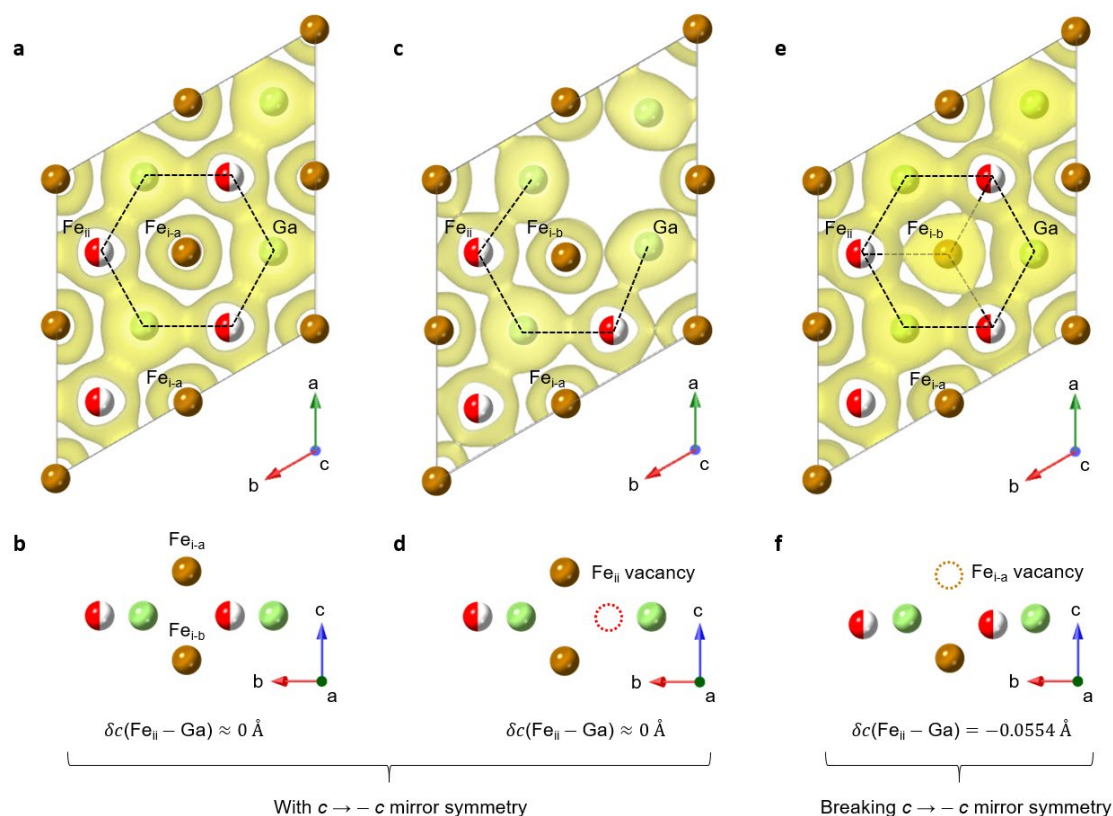 a
c
e
Fe_ii
Fe_i-a
Ga
Fe_ii
Fe_i-b
Ga
Fe_ii
Fe_i-b
Ga
Fe_i-a
Fe_i-a
Fe_i-a
a
a
a
c
c
c
b
b
b
b
d
f
Fe_i-a
Fe_ii vacancy
Fe_i-a vacancy
c
c
c
Fe_i-b
b
b
b
a
a
a
δc(Fe_ii − Ga) ≈ 0 Å
δc(Fe_ii − Ga) ≈ 0 Å
δc(Fe_ii − Ga) = −0.0554 Å
With c → − c mirror symmetry
Breaking c → − c mirror symmetry